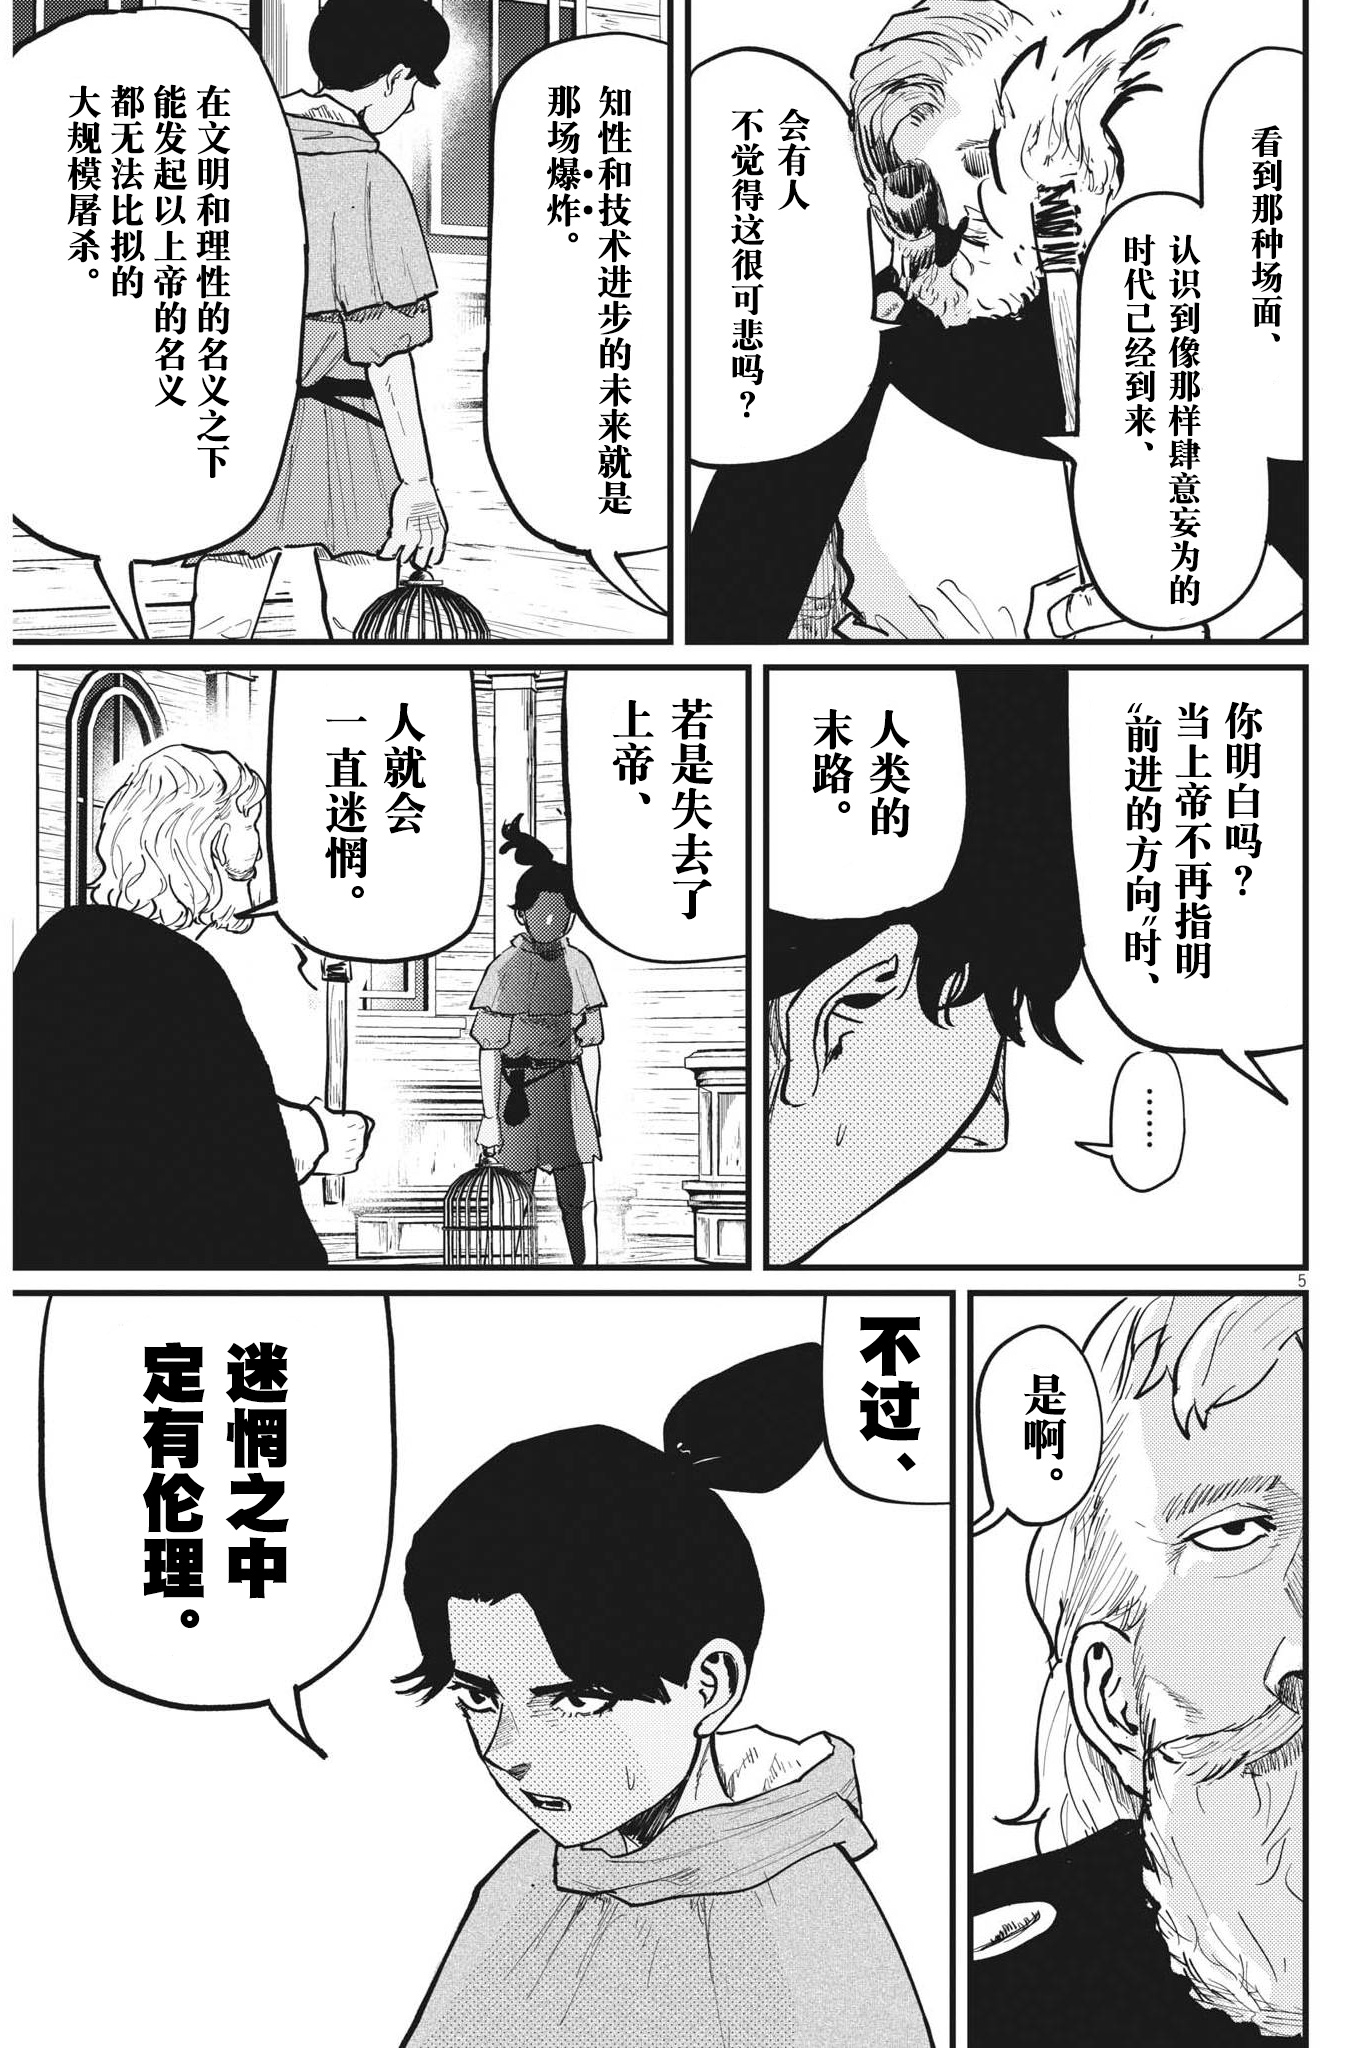 看到那种场面、
认识到像那样肆意妄为的
时代已经到来、
会有人
不觉得这很可悲吗？
知性和技术进步的未来就是
那场爆炸。
在文明和理性的名义之下
能发起以上帝的名义
都无法比拟的
大规模屠杀。
你明白吗？
当上帝不再指明
“前进的方向”时、
……
人类的
末路。
若是失去了
上帝、
人就会
一直迷惘。
5
是啊。
不过、
迷惘之中
定有伦理。